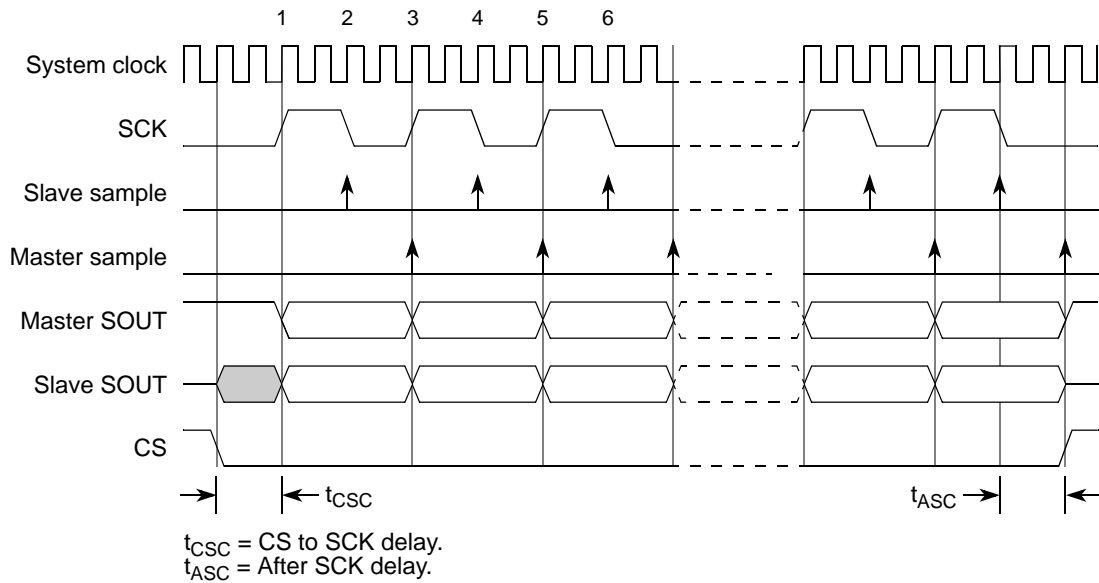 1 2 3 4 5 6
System clock
SCK
Slave sample
Master sample
Master SOUT
Slave SOUT
CS
tCSC tASC
tCSC = CS to SCK delay.
tASC = After SCK delay.